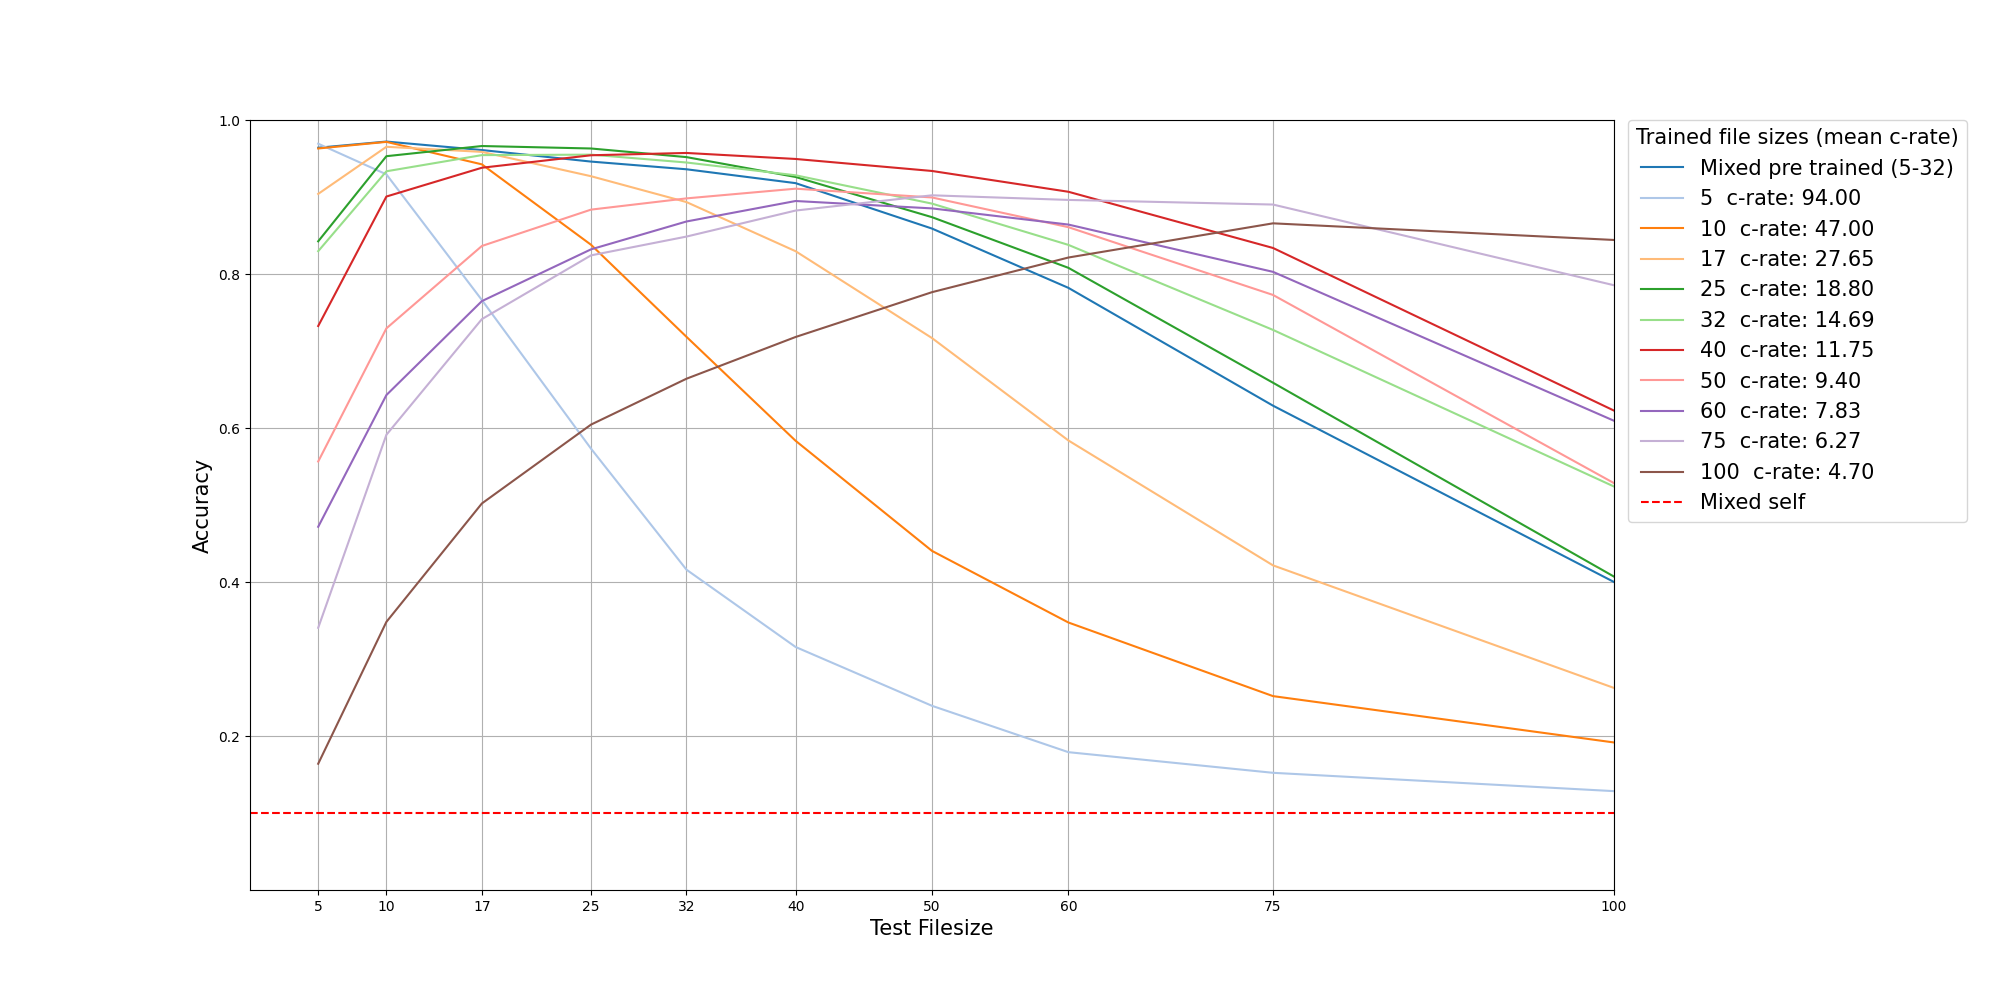 1.0
0.8
0.6
0.4
0.2
Accuracy
5 10 17 25 32 40 50 60 75 100
Test Filesize
Trained file sizes (mean c-rate)
Mixed pre trained (5-32)
5 c-rate: 94.00
10 c-rate: 47.00
17 c-rate: 27.65
25 c-rate: 18.80
32 c-rate: 14.69
40 c-rate: 11.75
50 c-rate: 9.40
60 c-rate: 7.83
75 c-rate: 6.27
100 c-rate: 4.70
Mixed self